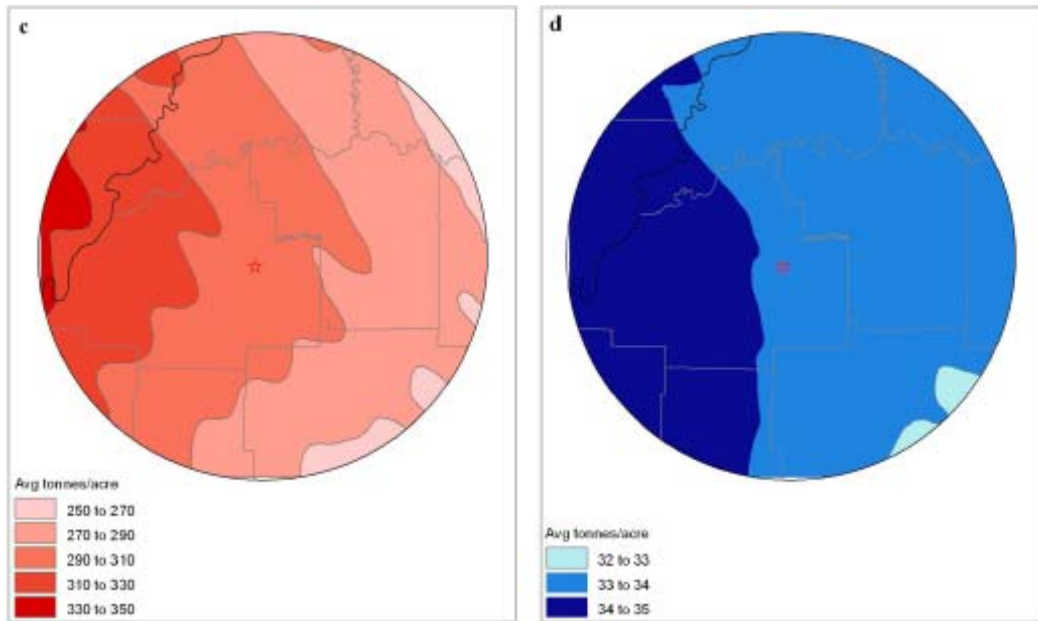 c
Avg tonnes/acre
250 to 270
270 to 290
290 to 310
310 to 330
330 to 350
d
Avg tonnes/acre
32 to 33
33 to 34
34 to 35